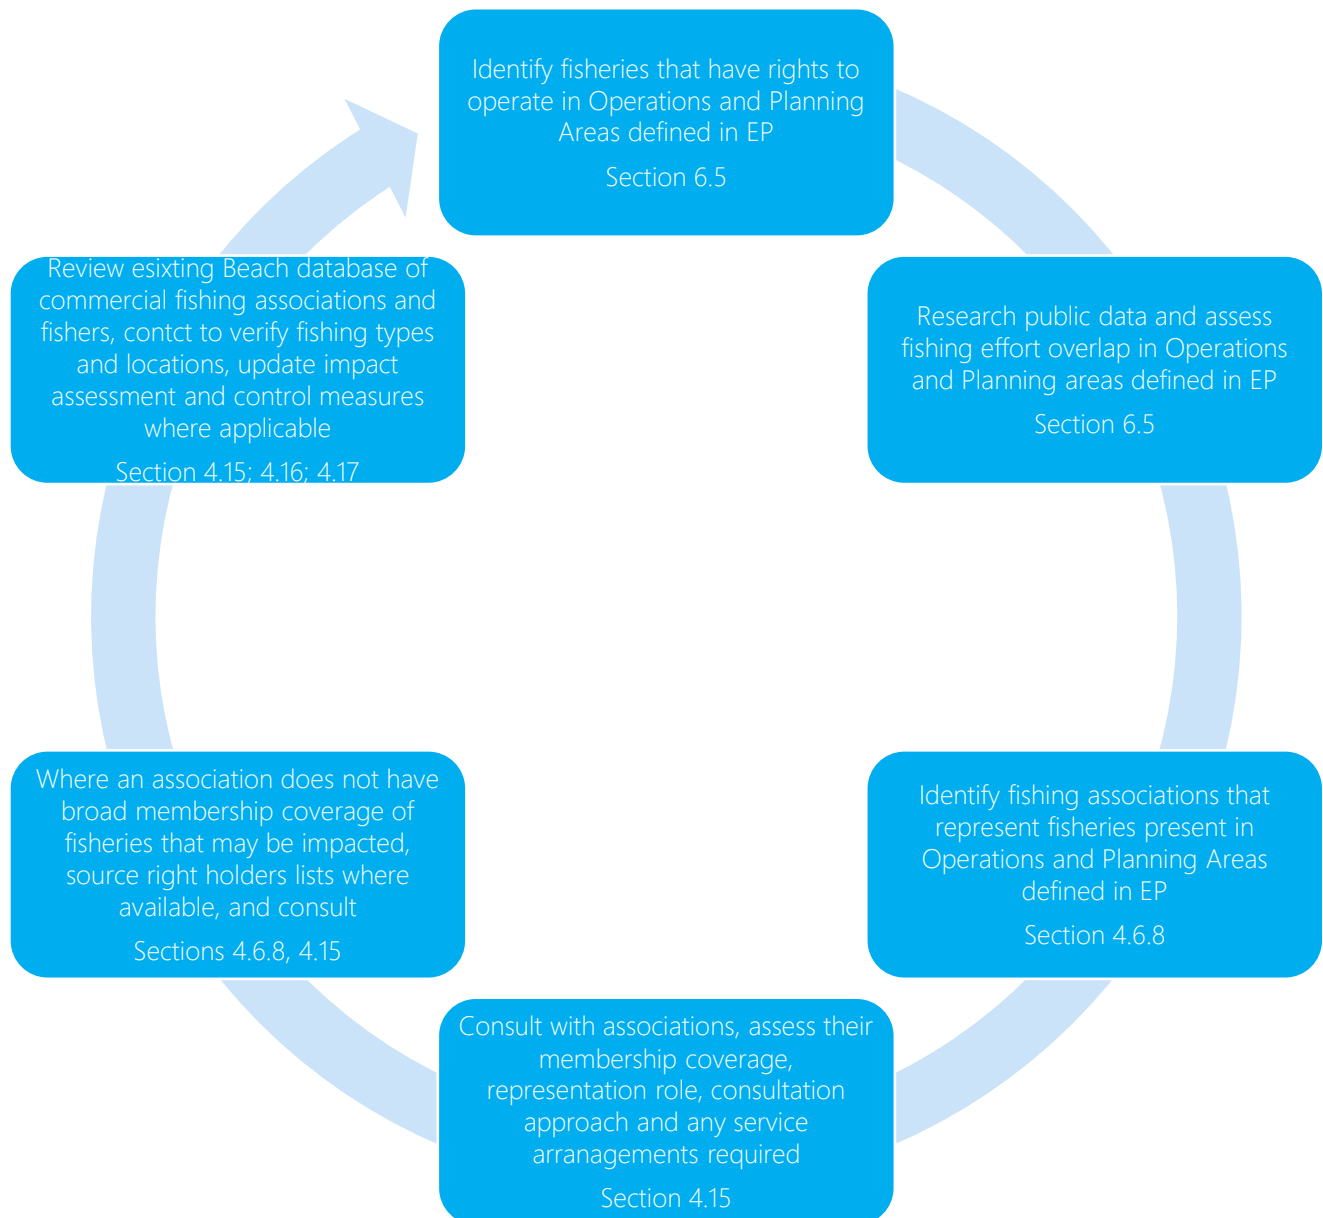 Identify fisheries that have rights to
operate in Operations and Planning
Areas defined in EP
Section 6.5
Research public data and assess
fishing effort overlap in Operations
and Planning areas defined in EP
Section 6.5
Identify fishing associations that
represent fisheries present in
Operations and Planning Areas
defined in EP
Section 4.6.8
Consult with associations, assess their
membership coverage,
representation role, consultation
approach and any service
arranagements required
Section 4.15
Where an association does not have
broad membership coverage of
fisheries that may be impacted,
source right holders lists where
available, and consult
Sections 4.6.8, 4.15
Review esixting Beach database of
commercial fishing associations and
fishers, contct to verify fishing types
and locations, update impact
assessment and control measures
where applicable
Section 4.15; 4.16; 4.17